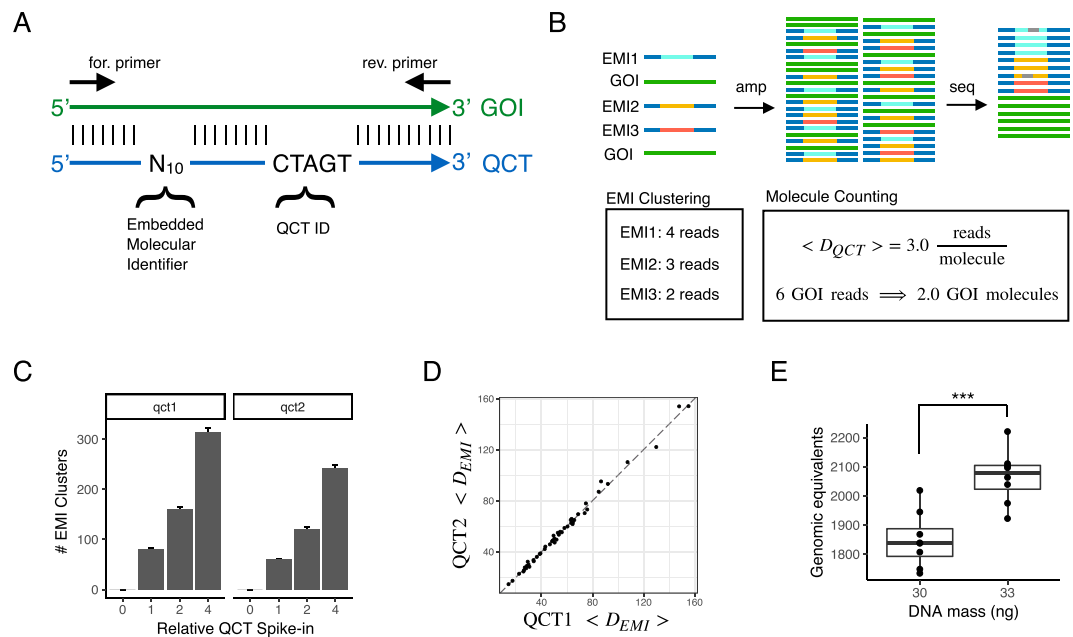 A
for. primer
rev. primer
5’ 3’ GOI
5’ N10 CTAGT 3’ QCT
Embedded
Molecular
Identifier
QCT ID
B
EMI1
GOI
EMI2
EMI3
GOI
amp
seq
EMI Clustering
EMI1: 4 reads
EMI2: 3 reads
EMI3: 2 reads
Molecule Counting
< D_QCT > = 3.0 reads/molecule
6 GOI reads ⟹ 2.0 GOI molecules
C
qct1
qct2
# EMI Clusters
300
200
100
0
0 1 2 4
0 1 2 4
Relative QCT Spike-in
D
QCT2 < D_EMI >
160
120
80
40
40 80 120 160
QCT1 < D_EMI >
E
***
Genomic equivalents
2200
2100
2000
1900
1800
30 33
DNA mass (ng)